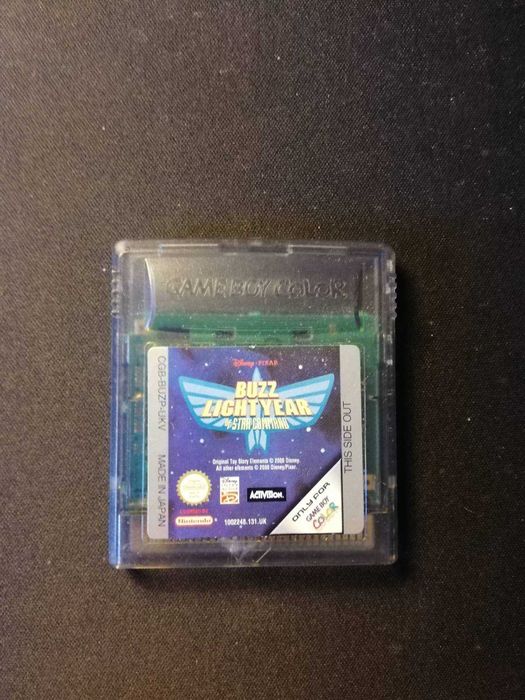 GAME BOY COLOR
Disney · PIXAR
BUZZ
LIGHTYEAR
of STAR COMMAND
Original Toy Story Elements © 2000 Disney.
All other elements © 2000 Disney/Pixar.
ACTIVISION.
LICENSED BY
Nintendo
1002248.131.UK
ONLY FOR
GAME BOY
COLOR
CGB-BUZP-UKV
MADE IN JAPAN
THIS SIDE OUT